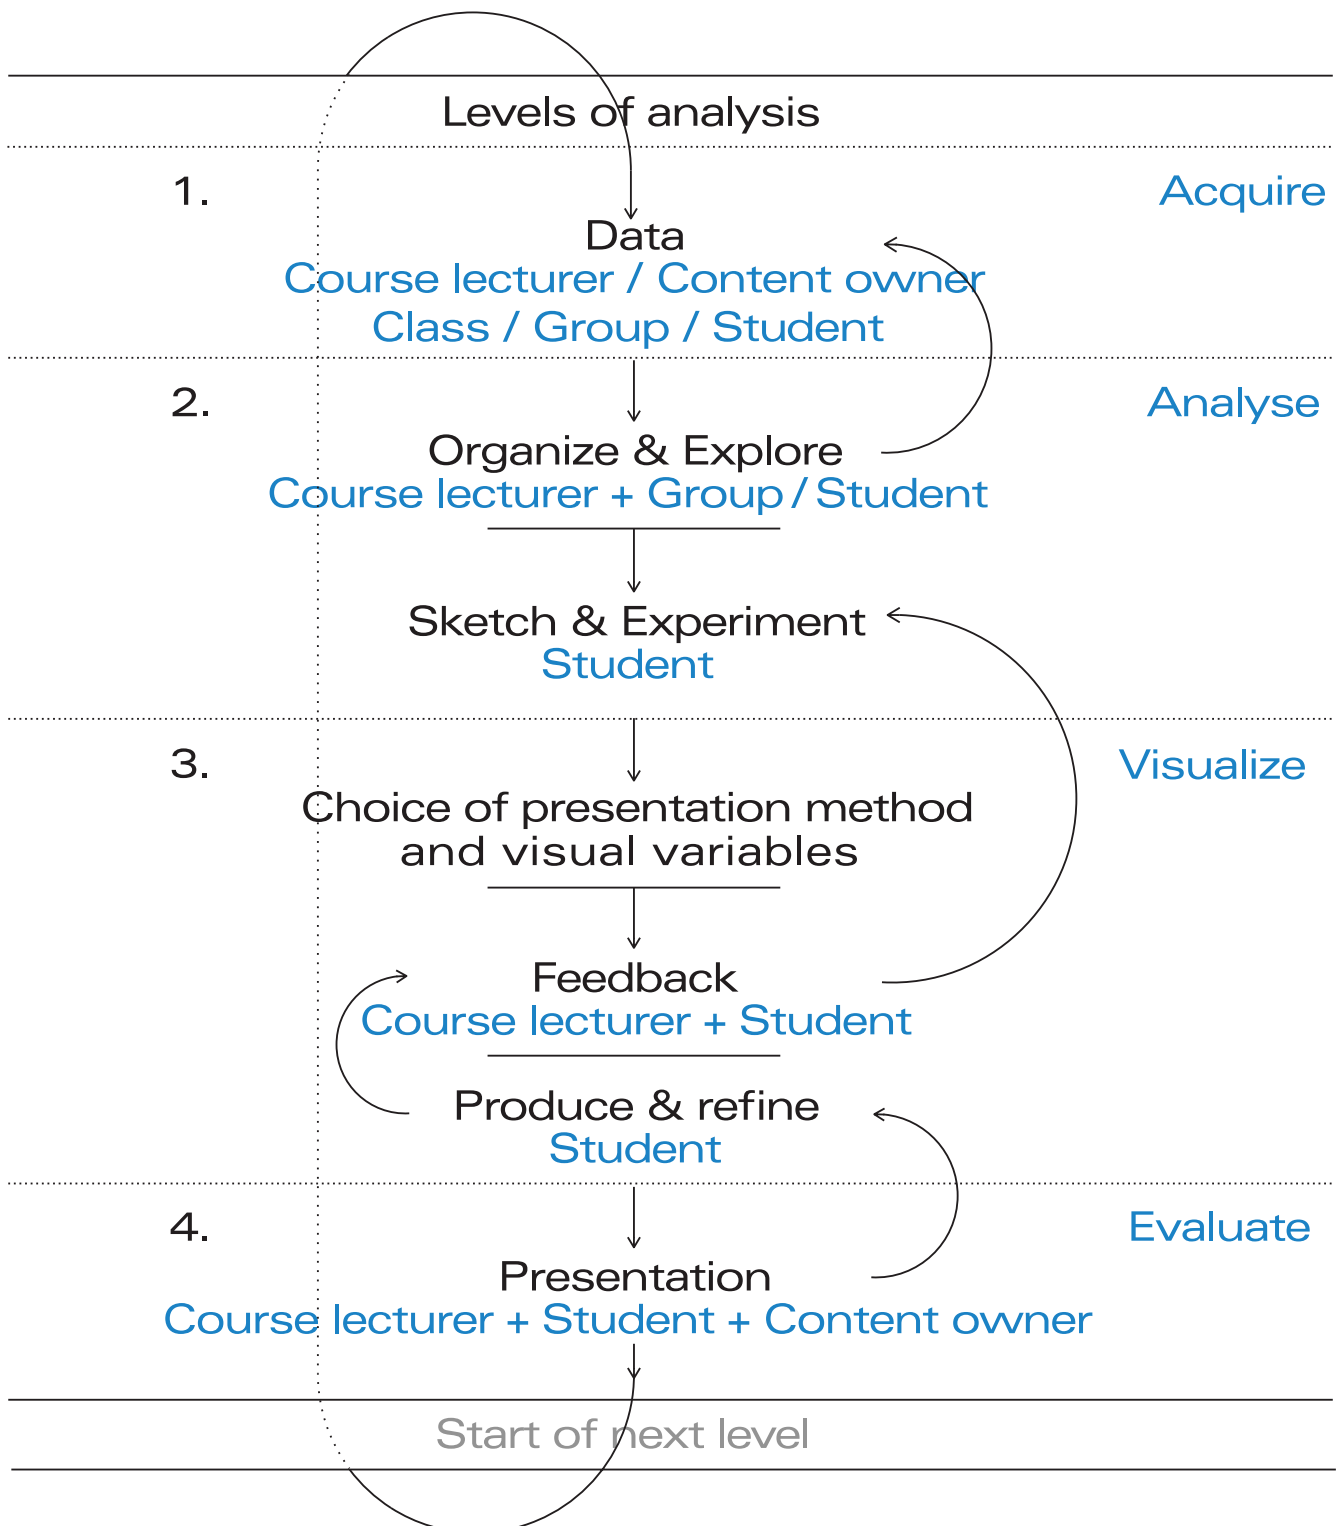 Levels of analysis
1.
Acquire
Data
Course lecturer / Content owner
Class / Group / Student
2.
Analyse
Organize & Explore
Course lecturer + Group / Student
Sketch & Experiment
Student
3.
Visualize
Choice of presentation method
and visual variables
Feedback
Course lecturer + Student
Produce & refine
Student
4.
Evaluate
Presentation
Course lecturer + Student + Content owner
Start of next level